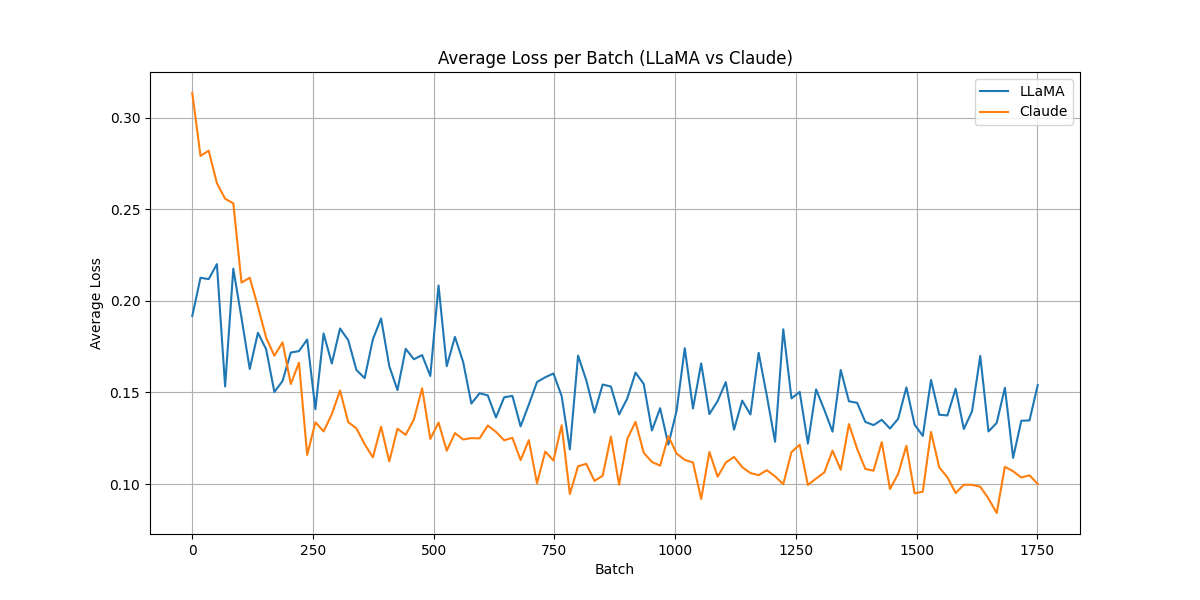 Average Loss per Batch (LLaMA vs Claude)
LLaMA
Claude
0.30
0.25
0.20
0.15
0.10
Average Loss
0 250 500 750 1000 1250 1500 1750
Batch